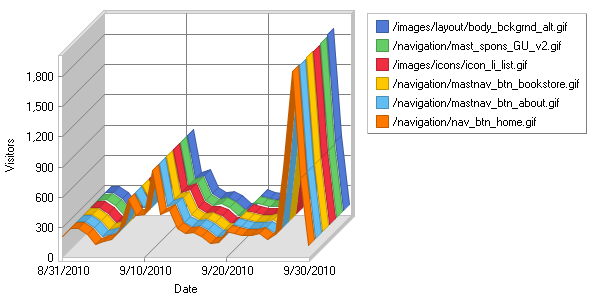 /images/layout/body_bckgrnd_alt.gif
/navigation/mast_spons_GU_v2.gif
/images/icons/icon_li_list.gif
/navigation/mastnav_btn_bookstore.gif
/navigation/mastnav_btn_about.gif
/navigation/nav_btn_home.gif
1,800
1,500
1,200
900
600
300
0
Visitors
8/31/2010 9/10/2010 9/20/2010 9/30/2010
Date